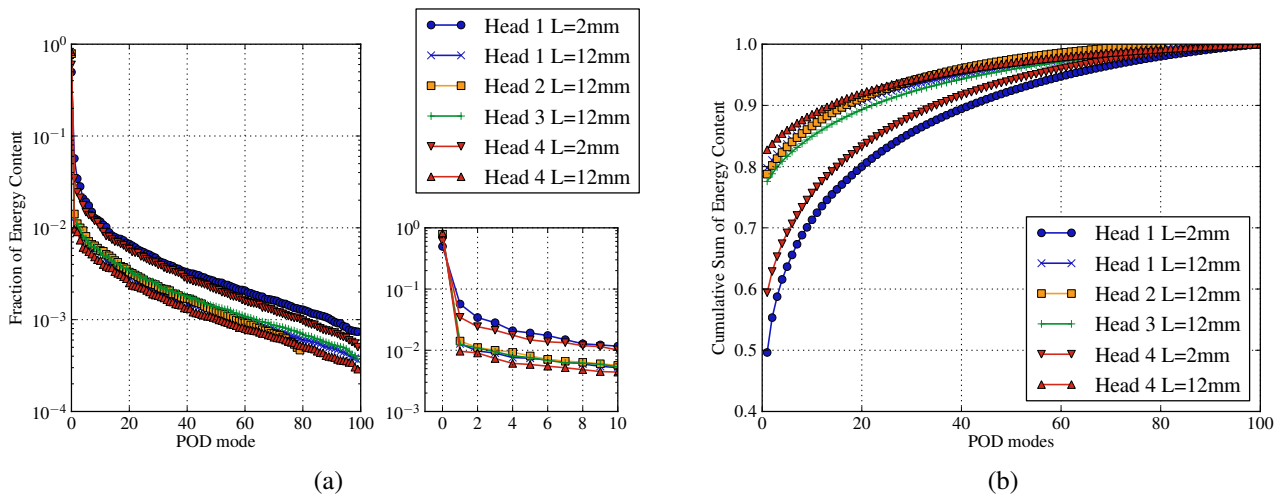 Head 1 L=2mm
Head 1 L=12mm
Head 2 L=12mm
Head 3 L=12mm
Head 4 L=2mm
Head 4 L=12mm
Fraction of Energy Content
10^0
10^-1
10^-2
10^-3
10^-4
0 20 40 60 80 100
POD mode
10^0
10^-1
10^-2
10^-3
0 2 4 6 8 10
(a)
Cumulative Sum of Energy Content
1.0
0.9
0.8
0.7
0.6
0.5
0.4
Head 1 L=2mm
Head 1 L=12mm
Head 2 L=12mm
Head 3 L=12mm
Head 4 L=2mm
Head 4 L=12mm
0 20 40 60 80 100
POD modes
(b)